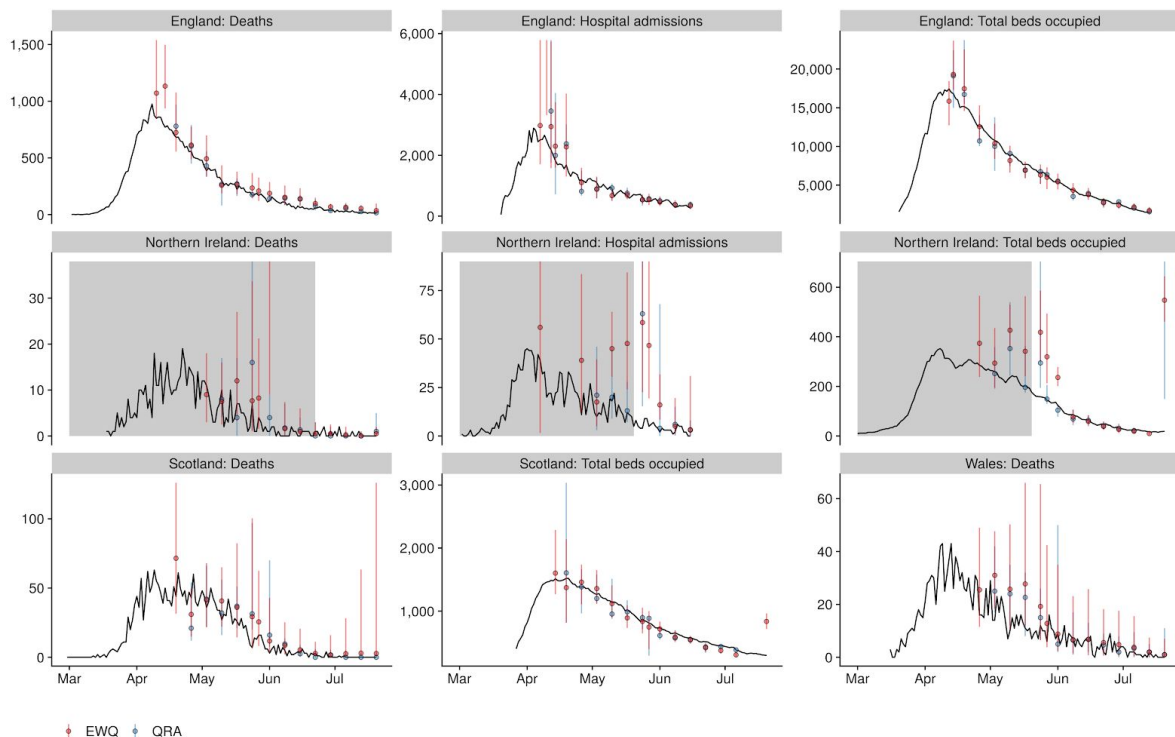 England: Deaths
England: Hospital admissions
England: Total beds occupied
1,500
1,000
500
0
6,000
4,000
2,000
0
20,000
15,000
10,000
5,000
Northern Ireland: Deaths
Northern Ireland: Hospital admissions
Northern Ireland: Total beds occupied
30
20
10
0
75
50
25
0
600
400
200
0
Scotland: Deaths
Scotland: Total beds occupied
Wales: Deaths
100
50
0
3,000
2,000
1,000
60
40
20
0
Mar Apr May Jun Jul
Mar Apr May Jun Jul
Mar Apr May Jun Jul
EWQ QRA